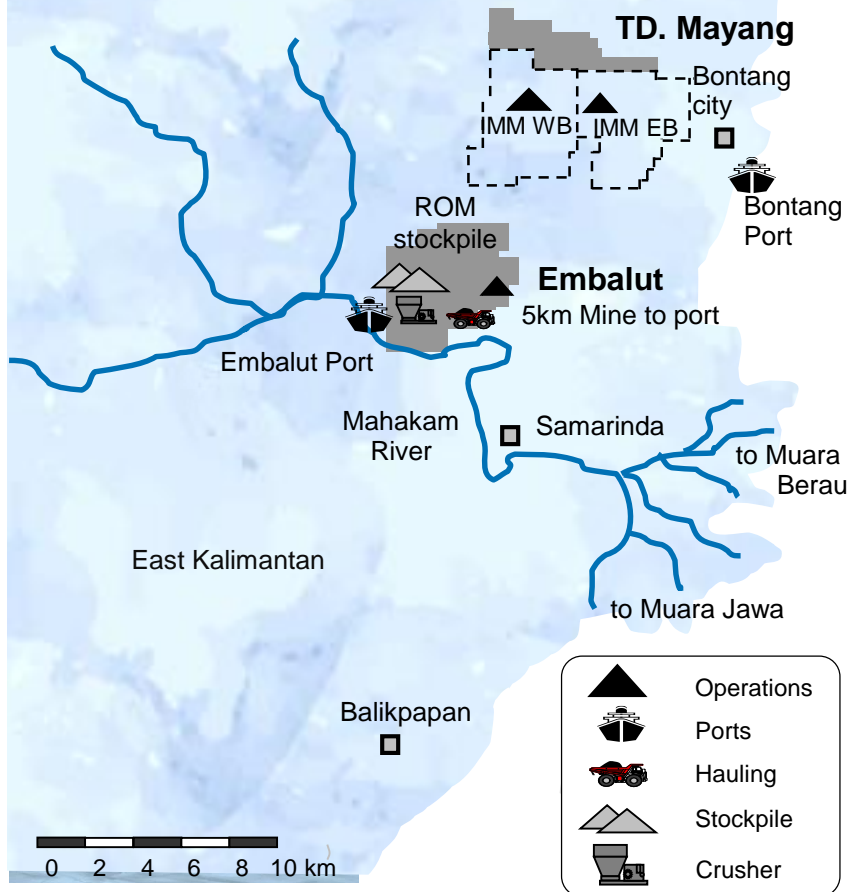 TD. Mayang
Bontang
city
IMM WB
IMM EB
Bontang
Port
ROM
stockpile
Embalut
5km Mine to port
Embalut Port
Mahakam
River
Samarinda
to Muara
Berau
East Kalimantan
to Muara Jawa
Balikpapan
Operations
Ports
Hauling
Stockpile
Crusher
0 2 4 6 8 10 km